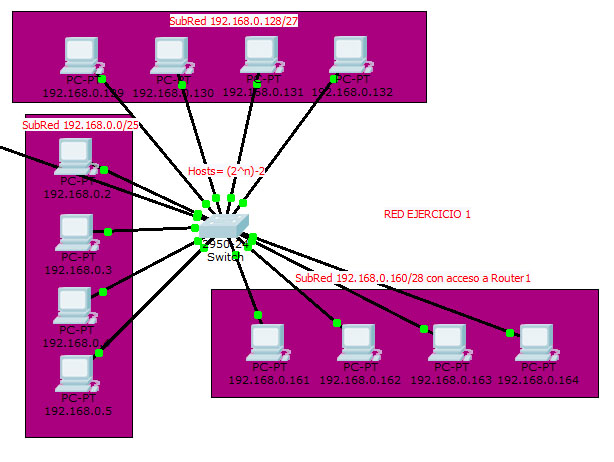 SubRed 192.168.0.128/27
PC-PT
192.168.0.129
PC-PT
192.168.0.130
PC-PT
192.168.0.131
PC-PT
192.168.0.132
SubRed 192.168.0.0/25
PC-PT
192.168.0.2
PC-PT
192.168.0.3
PC-PT
192.168.0.
PC-PT
192.168.0.5
Hosts= (2^n)-2
RED EJERCICIO 1
2950-24
Switch
SubRed 192.168.0.160/28 con acceso a Router1
PC-PT
192.168.0.161
PC-PT
192.168.0.162
PC-PT
192.168.0.163
PC-PT
192.168.0.164